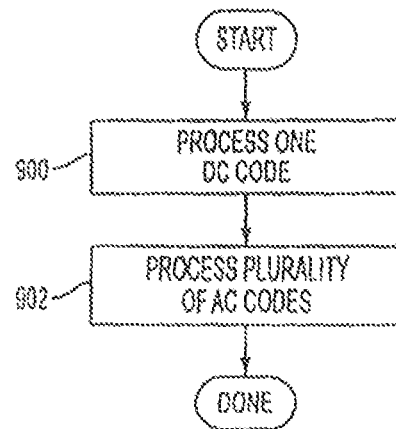 START
900
PROCESS ONE
DC CODE
902
PROCESS PLURALITY
OF AC CODES
DONE